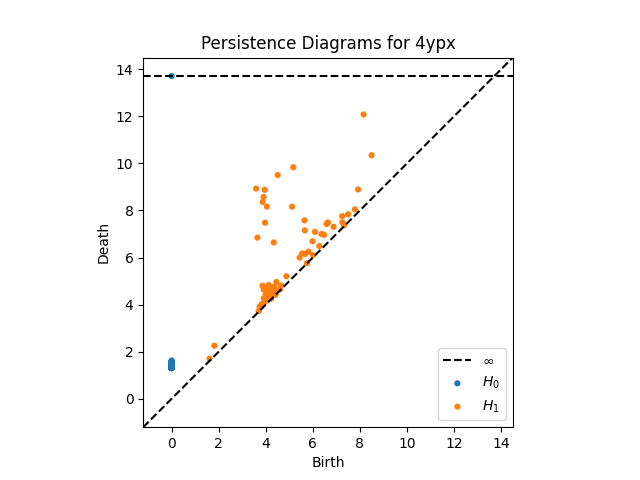 Persistence Diagrams for 4ypx
14
12
10
8
6
4
2
0
Death
0 2 4 6 8 10 12 14
Birth
∞
H₀
H₁